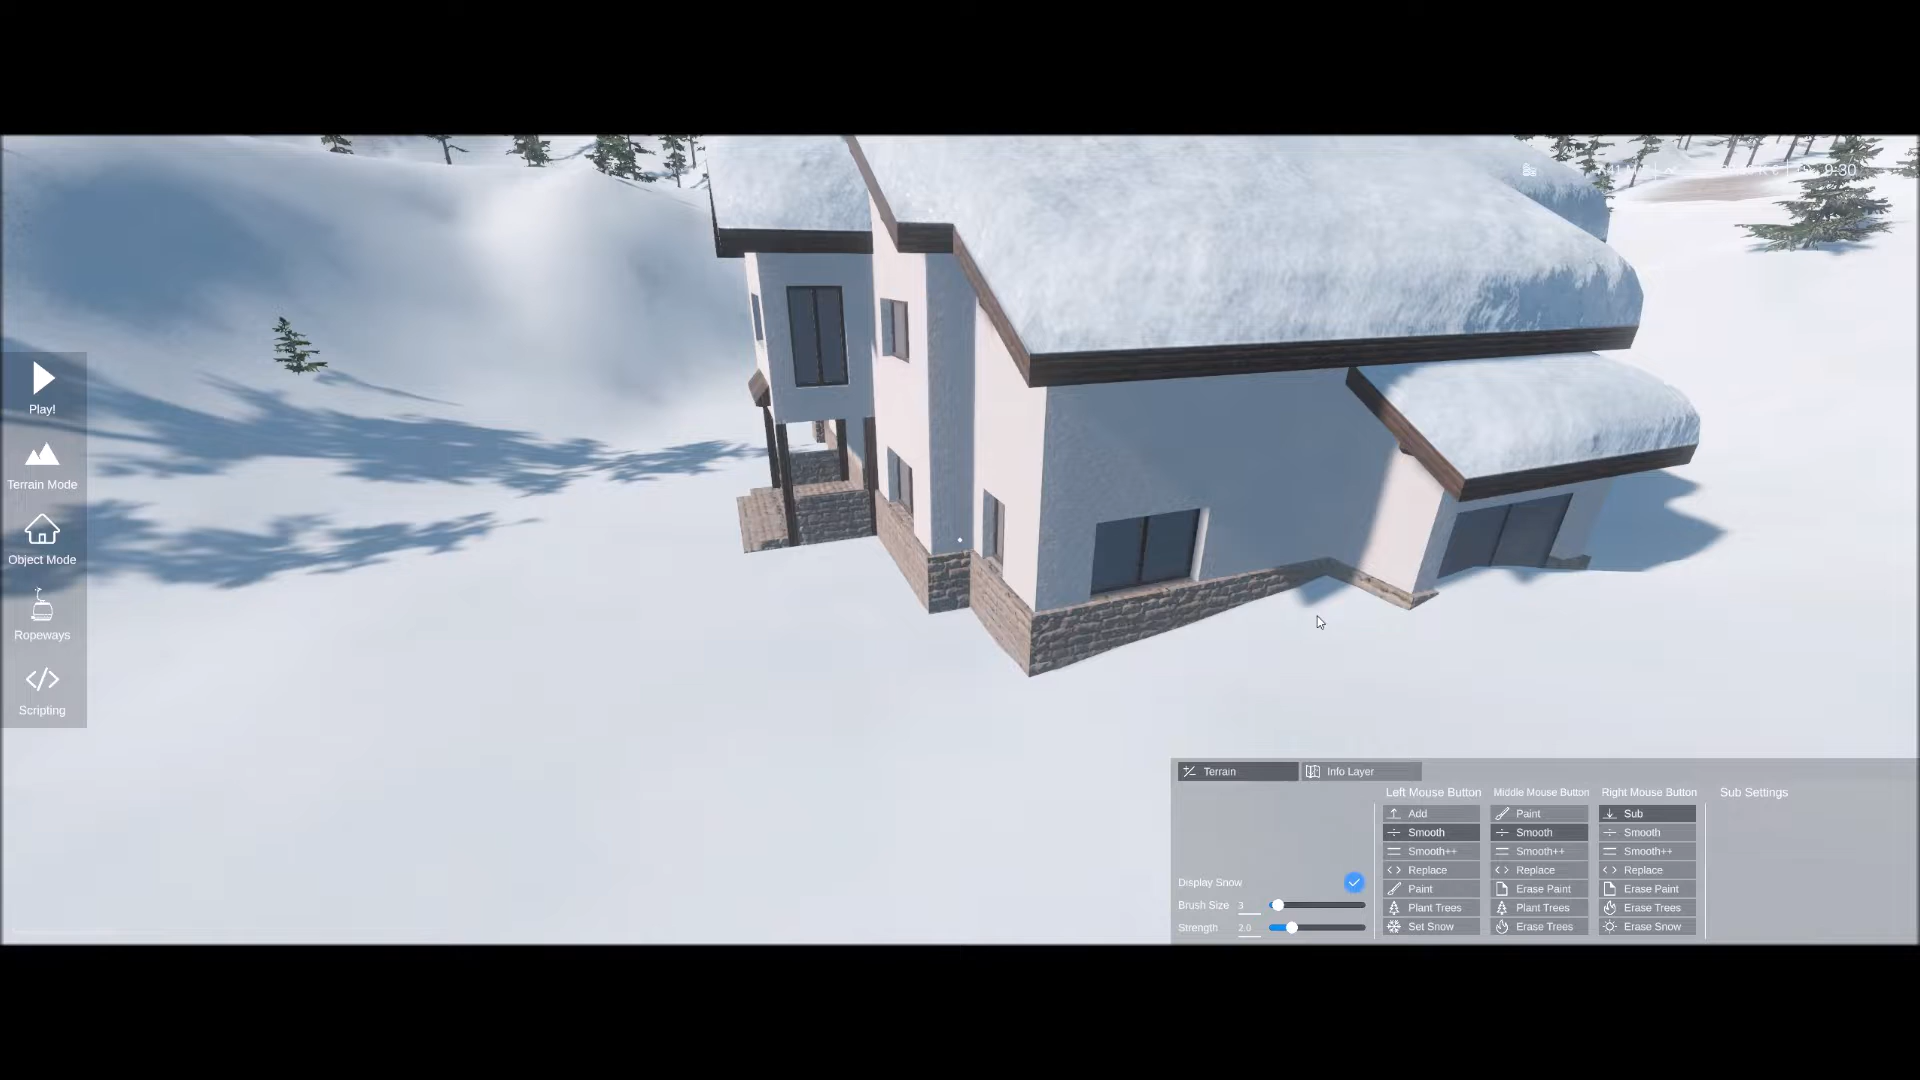 9:30
Play!
Terrain Mode
Object Mode
Ropeways
Scripting
Terrain
Info Layer
Left Mouse Button
Middle Mouse Button
Right Mouse Button
Sub Settings
Add
Paint
Sub
Smooth
Smooth
Smooth
Smooth++
Smooth++
Smooth++
Replace
Replace
Replace
Display Snow
Paint
Erase Paint
Erase Paint
Brush Size 3
Plant Trees
Plant Trees
Erase Trees
Strength 2.0
Set Snow
Erase Trees
Erase Snow